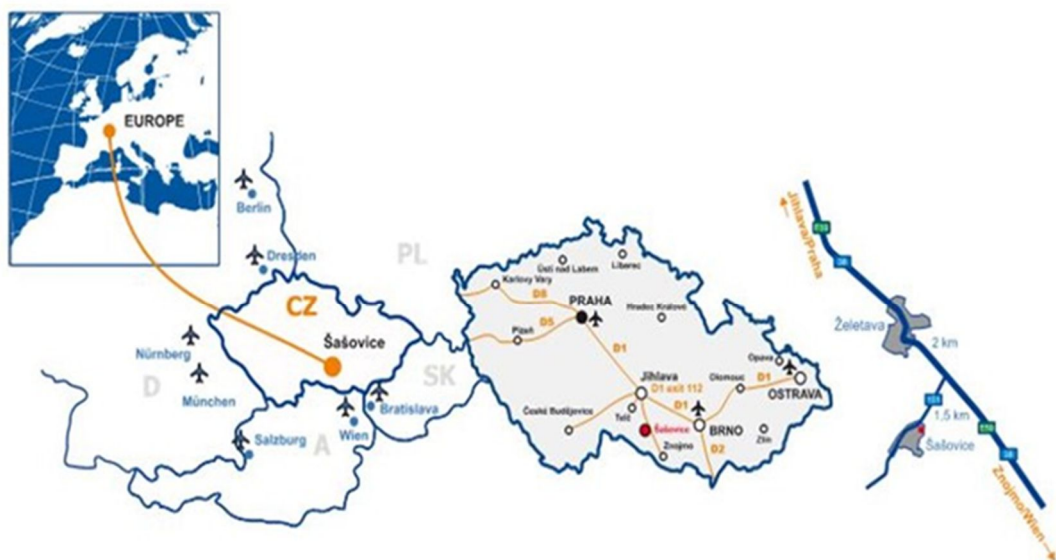 EUROPE
Berlin
Dresden
PL
CZ
Šašovice
Nürnberg
D
München
SK
Bratislava
Wien
A
Salzburg
Ústí nad Labem
Liberec
Karlovy Vary
D8
PRAHA
Hradec Králové
Plzeň
D5
D1
Opava
Jihlava
D1 exit 112
Olomouc
D1
OSTRAVA
České Budějovice
Telč
D1
Šašovice
BRNO
Zlín
Znojmo
D2
Jihlava/Praha
38
Želetava
2 km
1,5 km
Šašovice
38
Znojmo/Wien